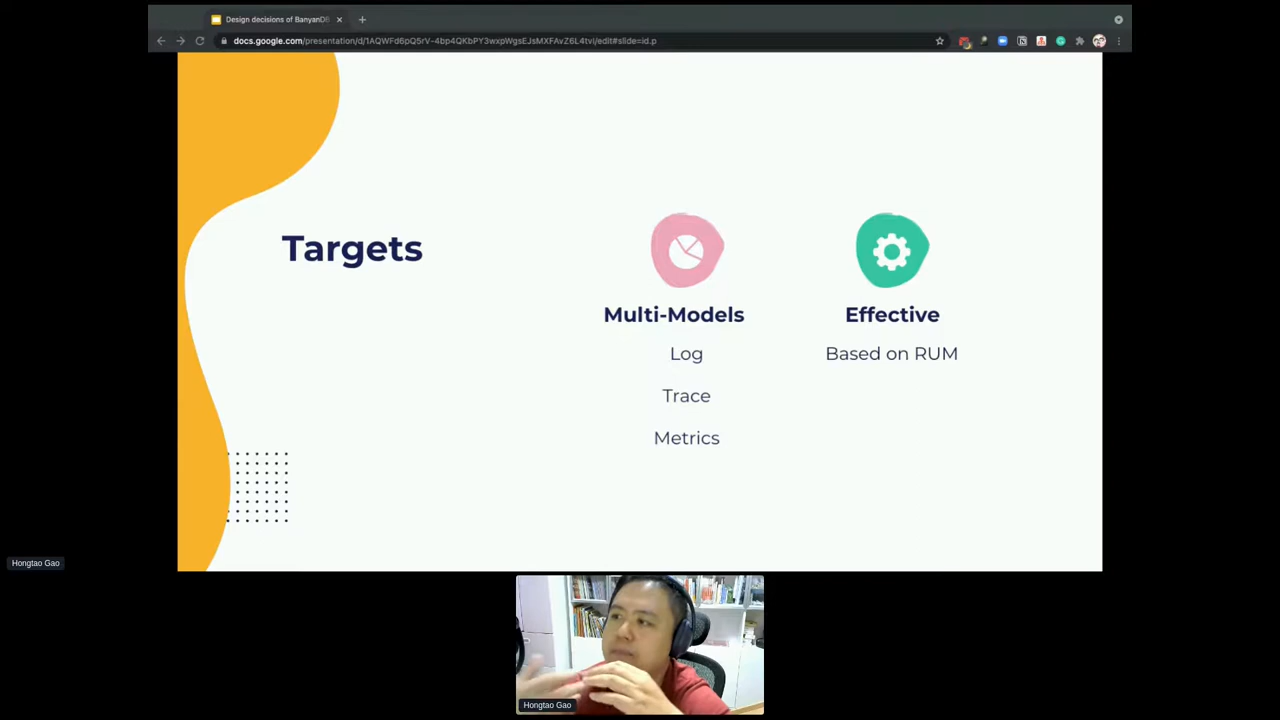 Design decisions of BanyanDB
docs.google.com/presentation/d/1AQWFd6pQ5rV-4bp4QKbPY3wxpWgsEJsMXFAvZ6L4tvI/edit#slide=id.p
Targets
Multi-Models
Log
Trace
Metrics
Effective
Based on RUM
Hongtao Gao
Hongtao Gao